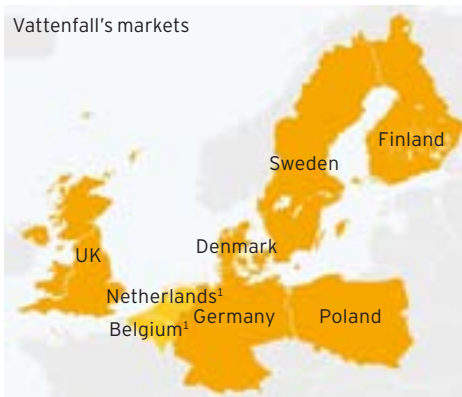 Vattenfall's markets
Finland
Sweden
Denmark
UK
Netherlands¹
Belgium¹
Germany
Poland